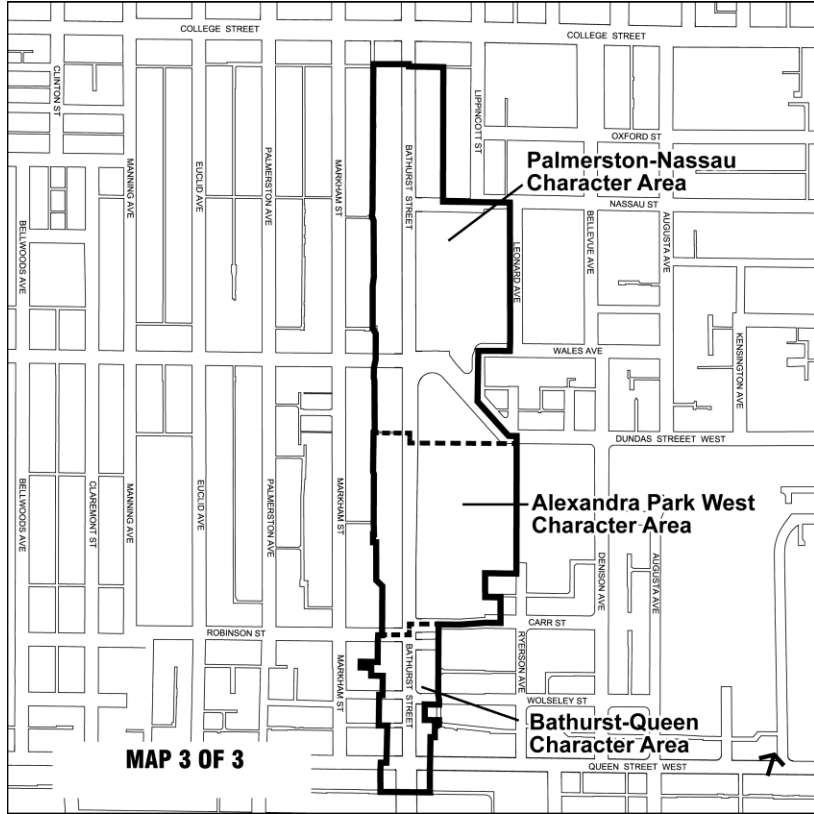 COLLEGE STREET
COLLEGE STREET
CLINTON ST
LIPPINCOTT ST
OXFORD ST
MANNING AVE
EUCLID AVE
PALMERSTON AVE
MARKHAM ST
BATHURST STREET
Palmerston-Nassau
Character Area
NASSAU ST
BELLWOODS AVE
LEONARD AVE
BELLEVUE AVE
AUGUSTA AVE
KENSINGTON AVE
WALES AVE
DUNDAS STREEET WEST
BELLWOODS AVE
CLAREMONT ST
MANNING AVE
EUCLID AVE
PALMERSTON AVE
MARKHAM ST
Alexandra Park West
Character Area
DENISON AVE
AUGUSTA AVE
CARR ST
ROBINSON ST
MARKHAM ST
BATHURST STREET
RYERSON AVE
WOLSELEY ST
Bathurst-Queen
Character Area
MAP 3 OF 3
QUEEN STREET WEST